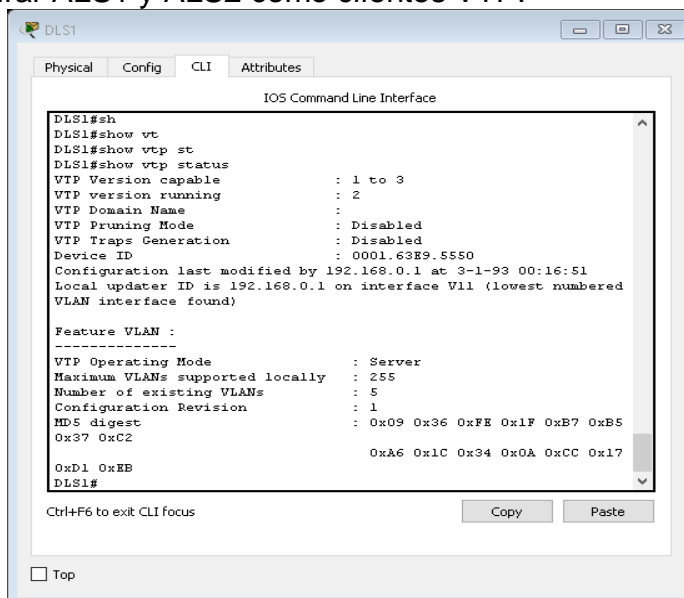 ALS1 y ALS2 como clientes VTP.
DLS1
Physical Config CLI Attributes
IOS Command Line Interface
DLS1#sh
DLS1#show vt
DLS1#show vtp st
DLS1#show vtp status
VTP Version capable : 1 to 3
VTP version running : 2
VTP Domain Name :
VTP Pruning Mode : Disabled
VTP Traps Generation : Disabled
Device ID : 0001.63E9.5550
Configuration last modified by 192.168.0.1 at 3-1-93 00:16:51
Local updater ID is 192.168.0.1 on interface Vl1 (lowest numbered
VLAN interface found)
Feature VLAN :
--------------
VTP Operating Mode : Server
Maximum VLANs supported locally : 255
Number of existing VLANs : 5
Configuration Revision : 1
MD5 digest : 0x09 0x36 0xFE 0x1F 0xB7 0xB5
0x37 0xC2
0xA6 0x1C 0x34 0x0A 0xCC 0x17
0xD1 0xEB
DLS1#
Ctrl+F6 to exit CLI focus Copy Paste
Top